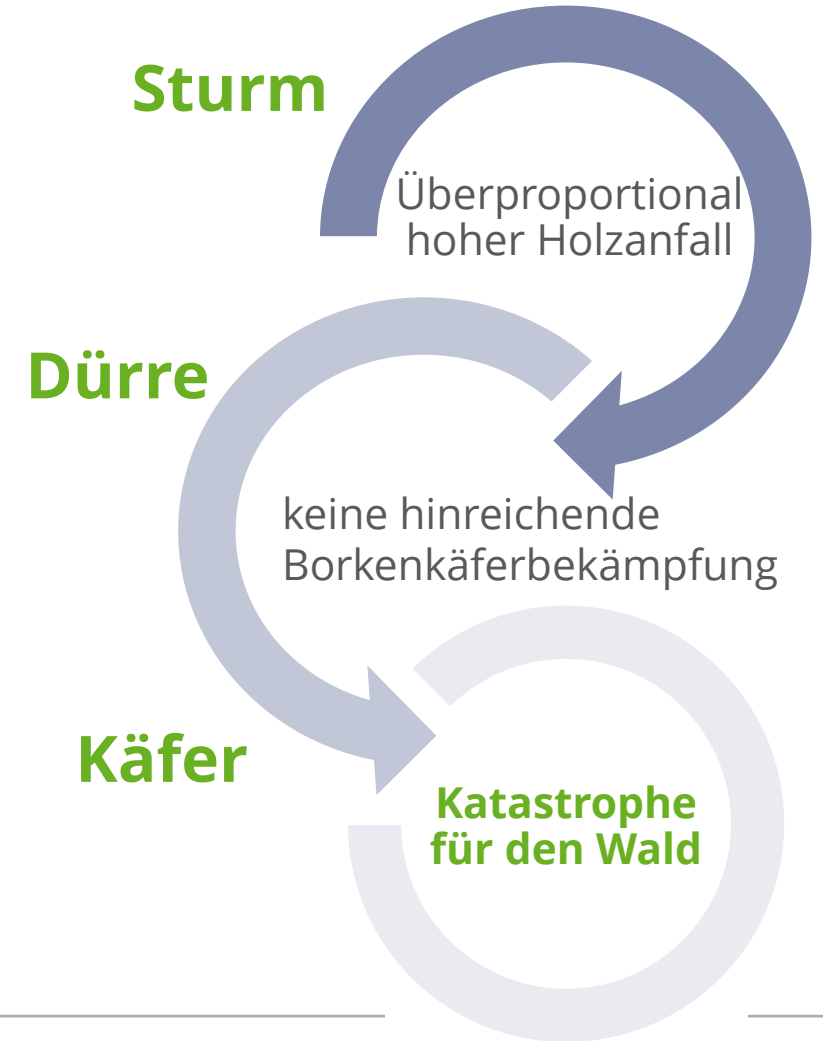 Sturm
Überproportional
hoher Holzanfall
Dürre
keine hinreichende
Borkenkäferbekämpfung
Käfer
Katastrophe
für den Wald